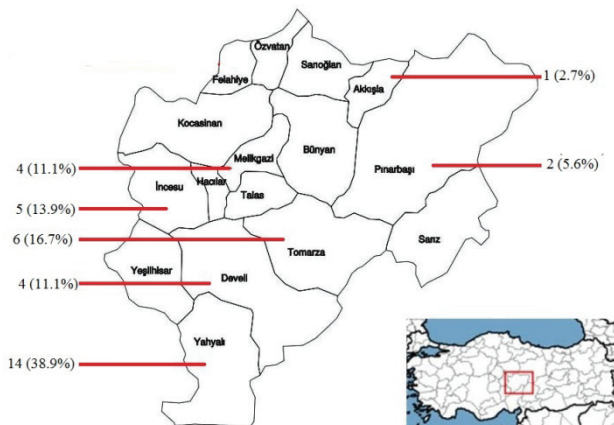 Özvatan
Sarıoğlan
Felahiye
Akkışla
1 (2.7%)
Kocasinan
Bünyan
4 (11.1%)
Melikgazi
Pınarbaşı
2 (5.6%)
İncesu
Hacılar
Talas
5 (13.9%)
6 (16.7%)
Tomarza
Sarız
Yeşilhisar
Develi
4 (11.1%)
Yahyalı
14 (38.9%)